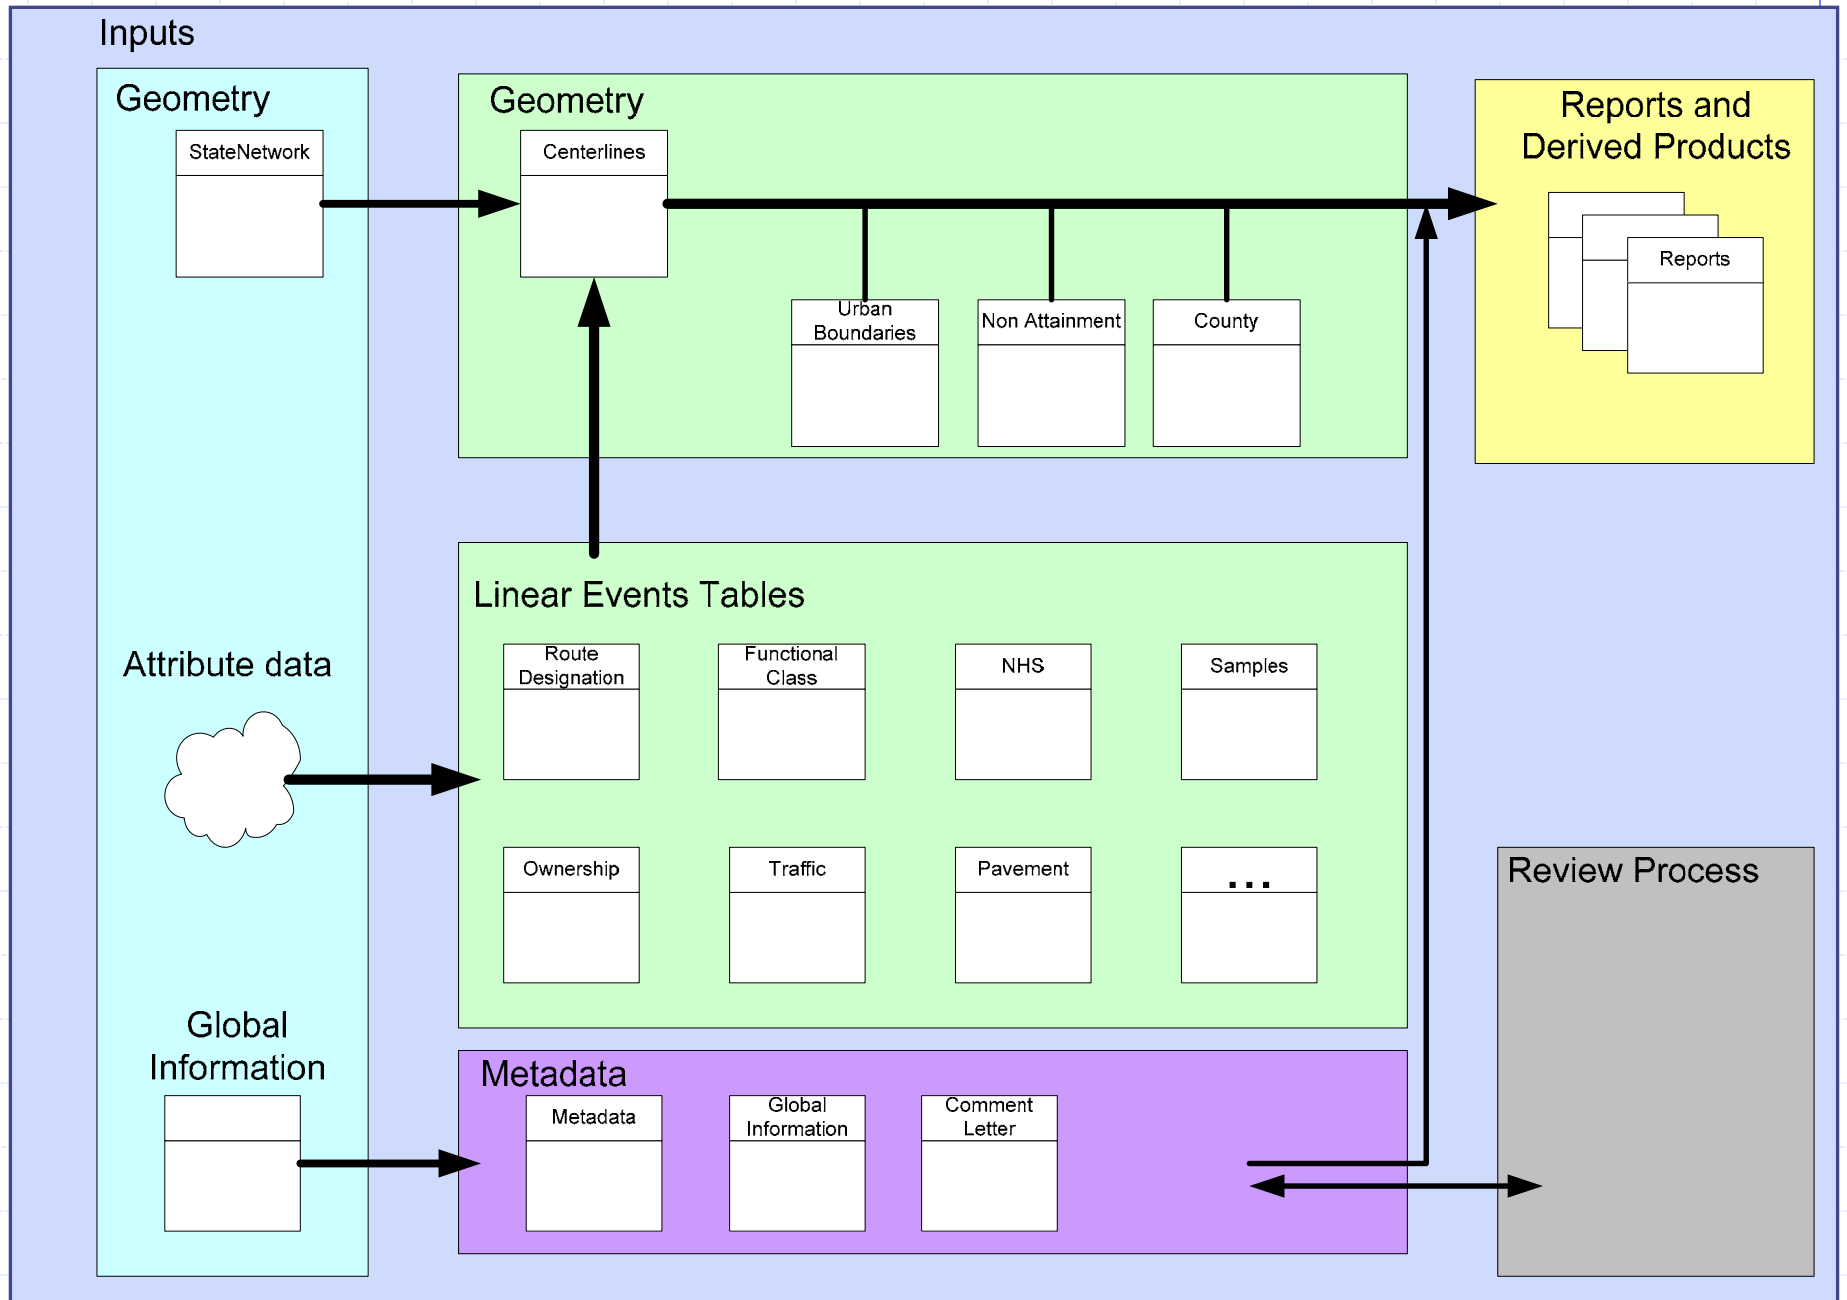 Inputs
Geometry
StateNetwork
Attribute data
Global
Information
Geometry
Centerlines
Urban
Boundaries
Non Attainment
County
Linear Events Tables
Route
Designation
Functional
Class
NHS
Samples
Ownership
Traffic
Pavement
...
Metadata
Metadata
Global
Information
Comment
Letter
Reports and
Derived Products
Reports
Review Process